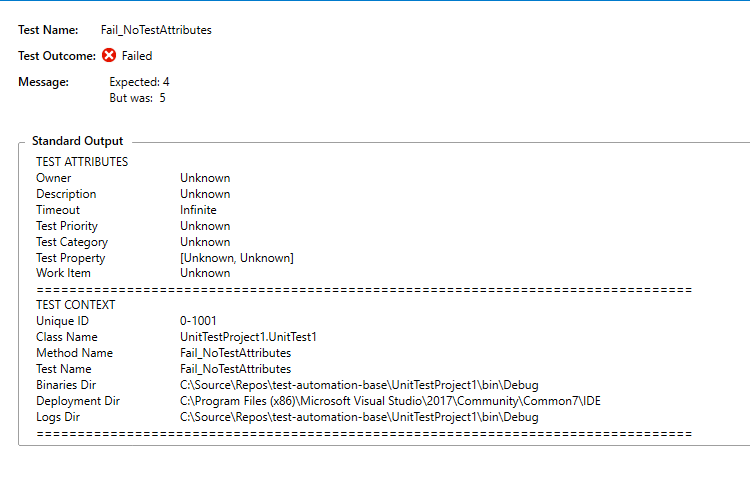 Test Name: Fail_NoTestAttributes
Test Outcome: Failed
Message: Expected: 4
But was: 5
Standard Output
TEST ATTRIBUTES
Owner Unknown
Description Unknown
Timeout Infinite
Test Priority Unknown
Test Category Unknown
Test Property [Unknown, Unknown]
Work Item Unknown
================================================================================
TEST CONTEXT
Unique ID 0-1001
Class Name UnitTestProject1.UnitTest1
Method Name Fail_NoTestAttributes
Test Name Fail_NoTestAttributes
Binaries Dir C:\Source\Repos\test-automation-base\UnitTestProject1\bin\Debug
Deployment Dir C:\Program Files (x86)\Microsoft Visual Studio\2017\Community\Common7\IDE
Logs Dir C:\Source\Repos\test-automation-base\UnitTestProject1\bin\Debug
================================================================================